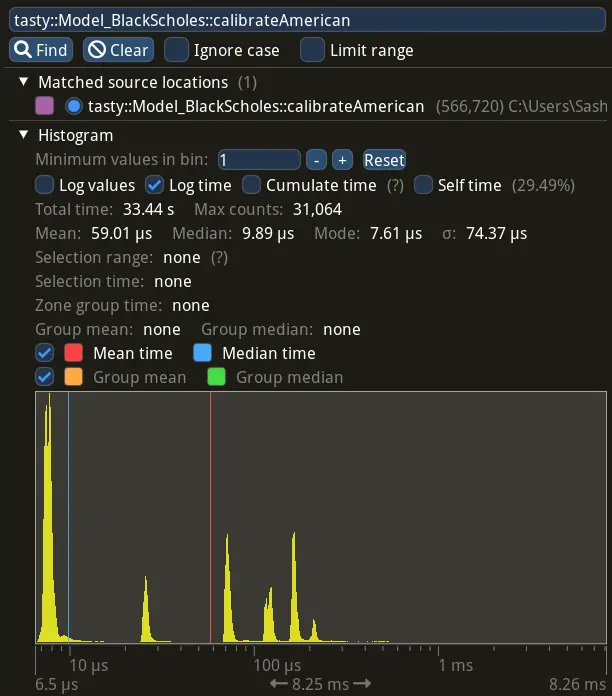 tasty::Model_BlackScholes::calibrateAmerican
Find Clear Ignore case Limit range
Matched source locations (1)
tasty::Model_BlackScholes::calibrateAmerican (566,720) C:\Users\Sash
Histogram
Minimum values in bin: 1 - + Reset
Log values Log time Cumulate time (?) Self time (29.49%)
Total time: 33.44 s Max counts: 31,064
Mean: 59.01 µs Median: 9.89 µs Mode: 7.61 µs σ: 74.37 µs
Selection range: none (?)
Selection time: none
Zone group time: none
Group mean: none Group median: none
Mean time Median time
Group mean Group median
10 µs 100 µs 1 ms
6.5 µs 8.25 ms 8.26 ms